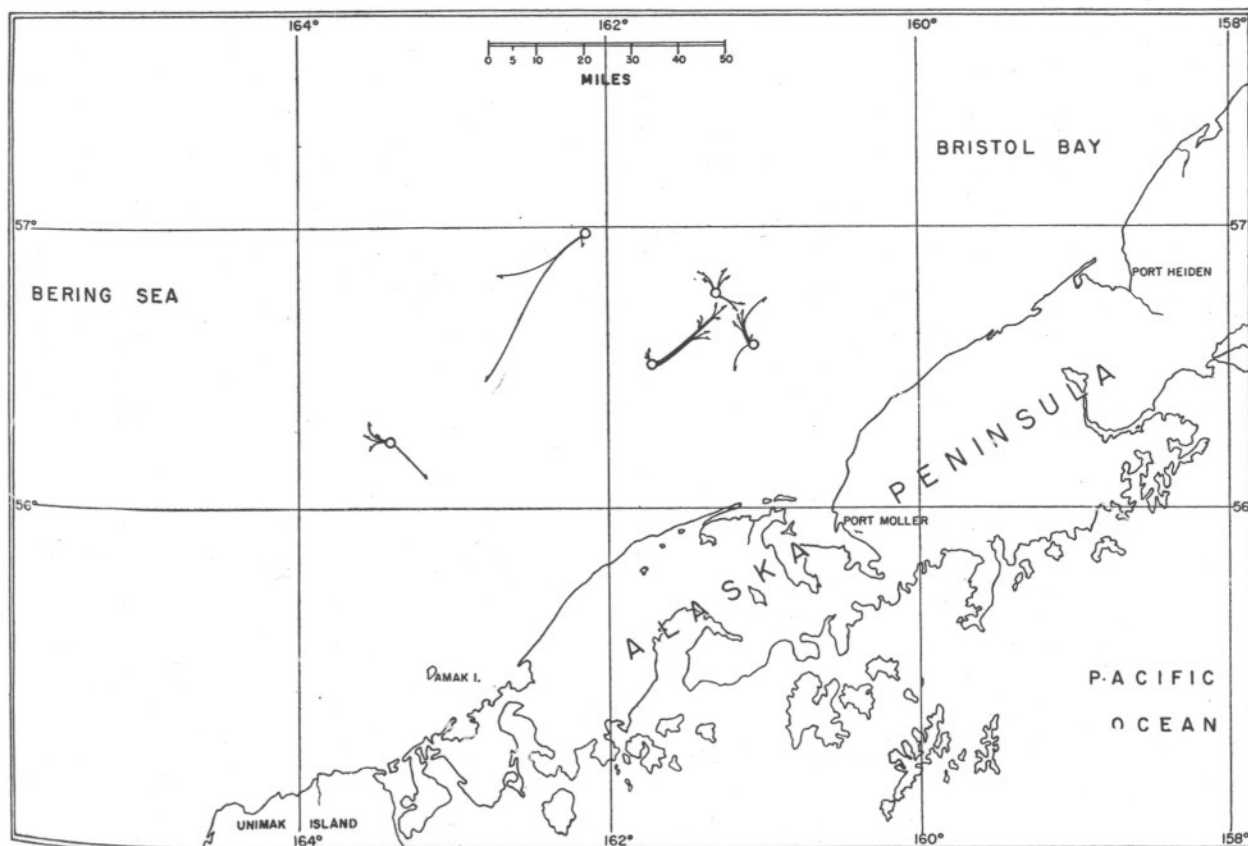 164° 162° 160° 158°
0 5 10 20 30 40 50
MILES
BRISTOL BAY
57° 57°
PORT HEIDEN
BERING SEA
PENINSULA
56° 56
PORT MOLLER
ALASKA
AMAK I.
PACIFIC
OCEAN
UNIMAK ISLAND
164° 162° 160° 158°